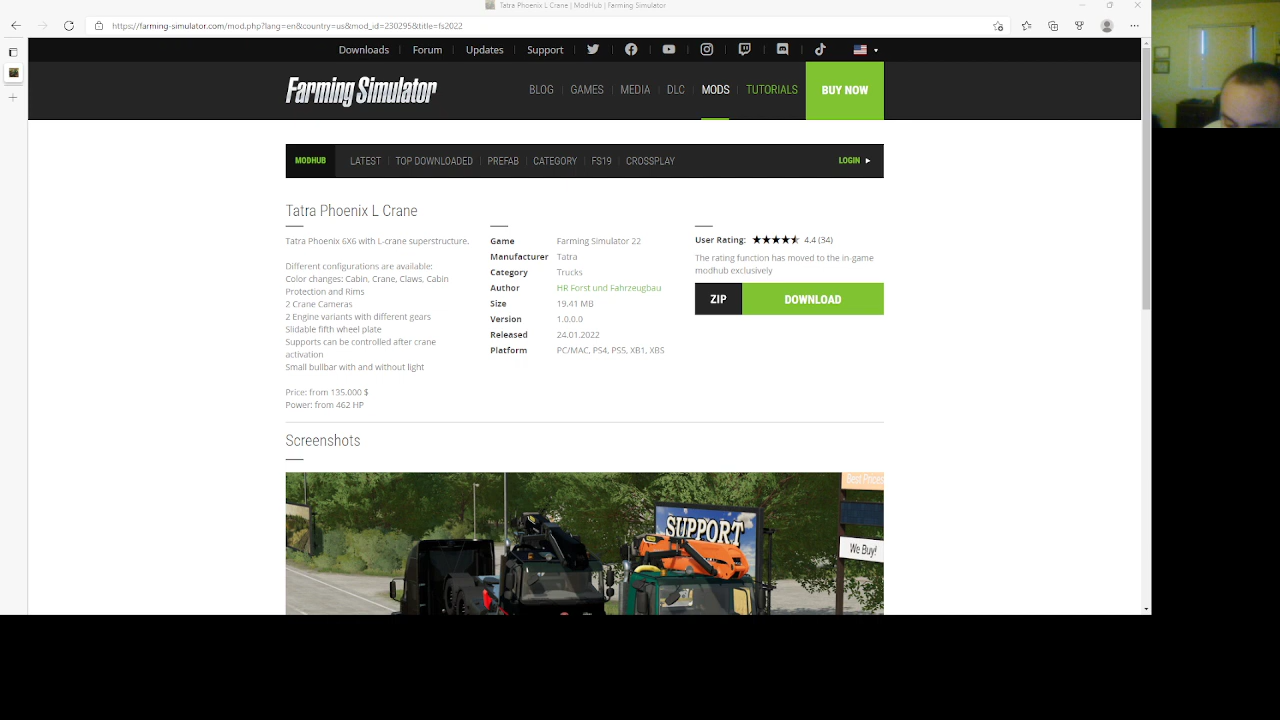 Tatra Phoenix L Crane | ModHub | Farming Simulator
https://farming-simulator.com/mod.php?lang=en&country=us&mod_id=230295&title=fs2022
Downloads Forum Updates Support
Farming Simulator
BLOG GAMES MEDIA DLC MODS TUTORIALS BUY NOW
MODHUB LATEST TOP DOWNLOADED PREFAB CATEGORY FS19 CROSSPLAY LOGIN
Tatra Phoenix L Crane
Tatra Phoenix 6X6 with L-crane superstructure.
Different configurations are available:
Color changes: Cabin, Crane, Claws, Cabin
Protection and Rims
2 Crane Cameras
2 Engine variants with different gears
Slidable fifth wheel plate
Supports can be controlled after crane
activation
Small bullbar with and without light
Price: from 135.000 $
Power: from 462 HP
Game Farming Simulator 22
Manufacturer Tatra
Category Trucks
Author HR Forst und Fahrzeugbau
Size 19.41 MB
Version 1.0.0.0
Released 24.01.2022
Platform PC/MAC, PS4, PS5, XB1, XBS
User Rating: 4.4 (34)
The rating function has moved to the in-game
modhub exclusively
ZIP DOWNLOAD
Screenshots
Best Prices
SUPPORT
We Buy!